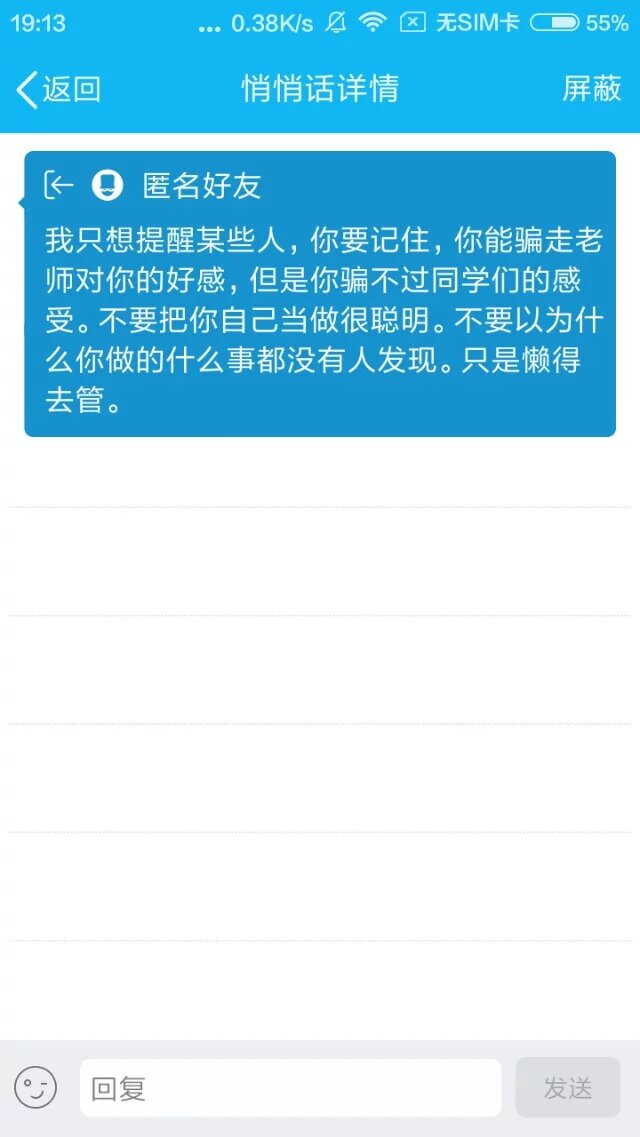 19:13 ... 0.38K/s 无SIM卡 55%
返回 悄悄话详情 屏蔽
匿名好友
我只想提醒某些人，你要记住，你能骗走老
师对你的好感，但是你骗不过同学们的感
受。不要把你自己当做很聪明。不要以为什
么你做的什么事都没有人发现。只是懒得
去管。
回复 发送